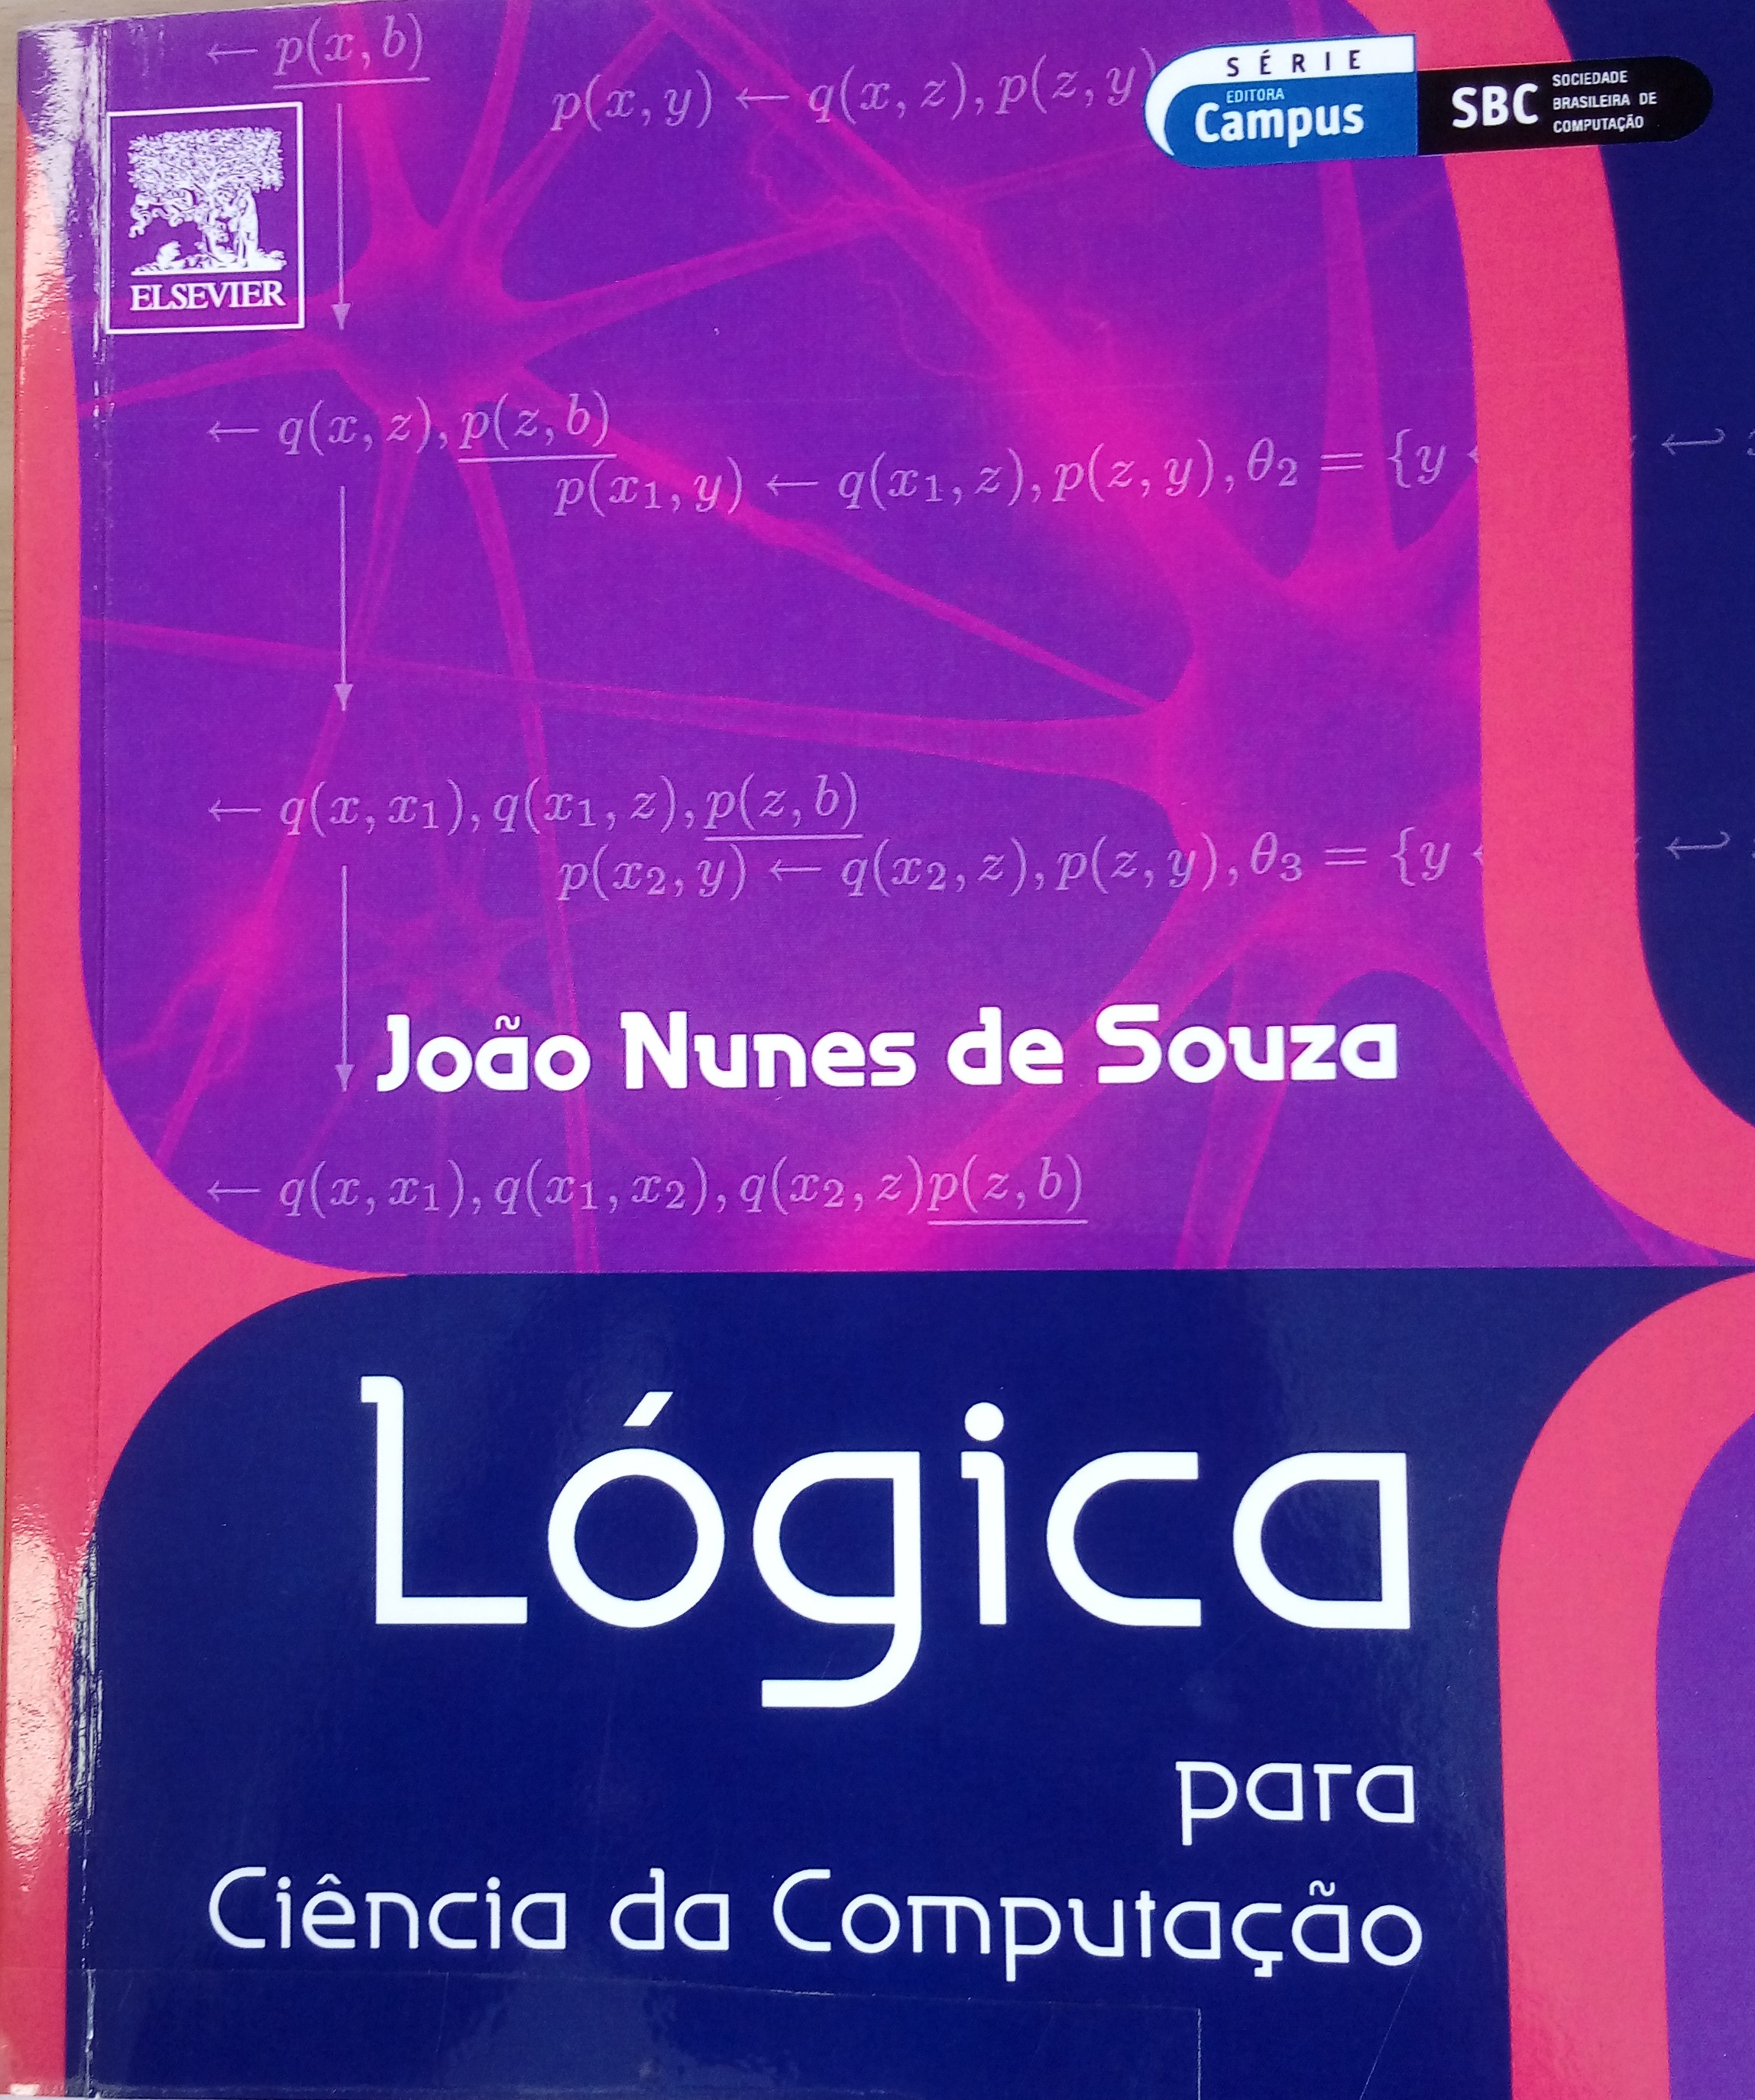 ← p(x, b)
p(x, y) ← q(x, z), p(z, y)
SÉRIE
EDITORA
Campus
SBC
SOCIEDADE
BRASILEIRA DE
COMPUTAÇÃO
ELSEVIER
← q(x, z), p(z, b)
p(x₁, y) ← q(x₁, z), p(z, y), θ₂ = {y
← q(x, x₁), q(x₁, z), p(z, b)
p(x₂, y) ← q(x₂, z), p(z, y), θ₃ = {y
João Nunes de Souza
← q(x, x₁), q(x₁, x₂), q(x₂, z)p(z, b)
Lógica
para
Ciência da Computação